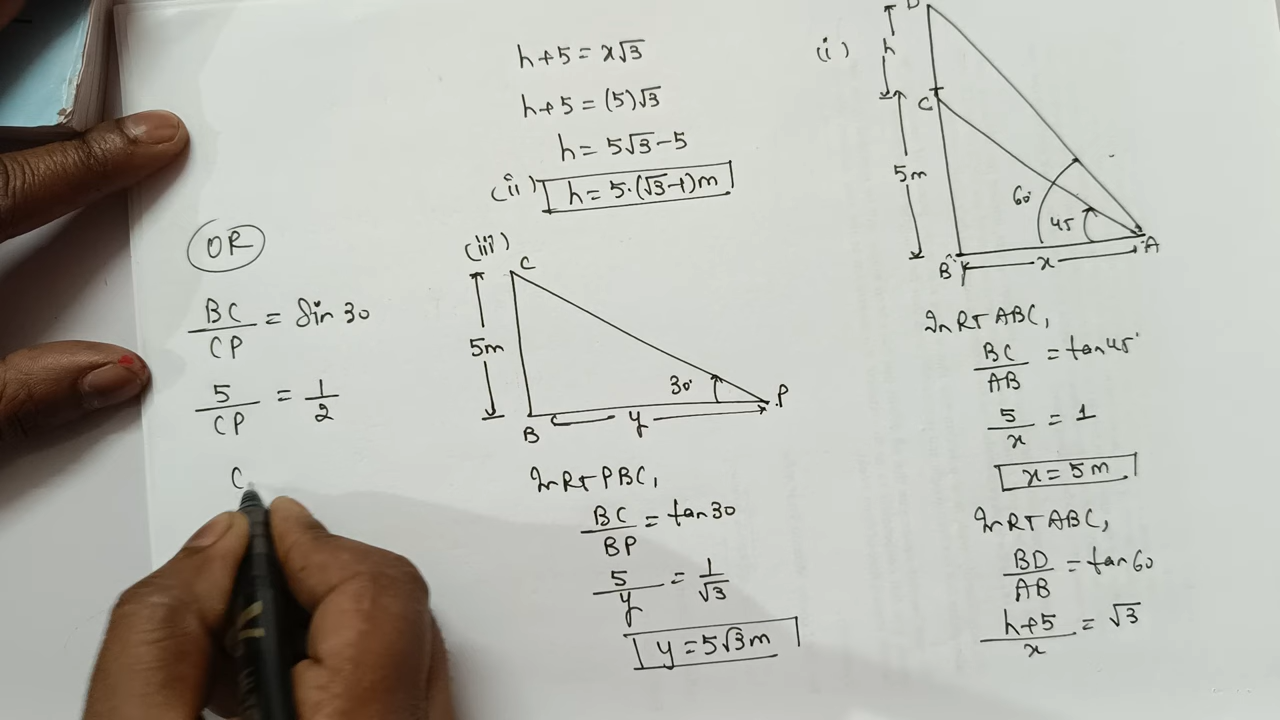 h+5 = x√3
h+5 = (5)√3
h = 5√3-5
(ii) h = 5.(√3-1)m
(i)
D
h
C
5m
60
45
B
x
A
OR
BC/CP = Sin 30
5/CP = 1/2
C
(iii)
C
5m
30°
P
B
y
In Rt PBC,
BC/BP = tan30
5/y = 1/√3
y = 5√3m
In Rt ABC,
BC/AB = tan45°
5/x = 1
x = 5m
In Rt ABC,
BD/AB = tan60
h+5/x = √3